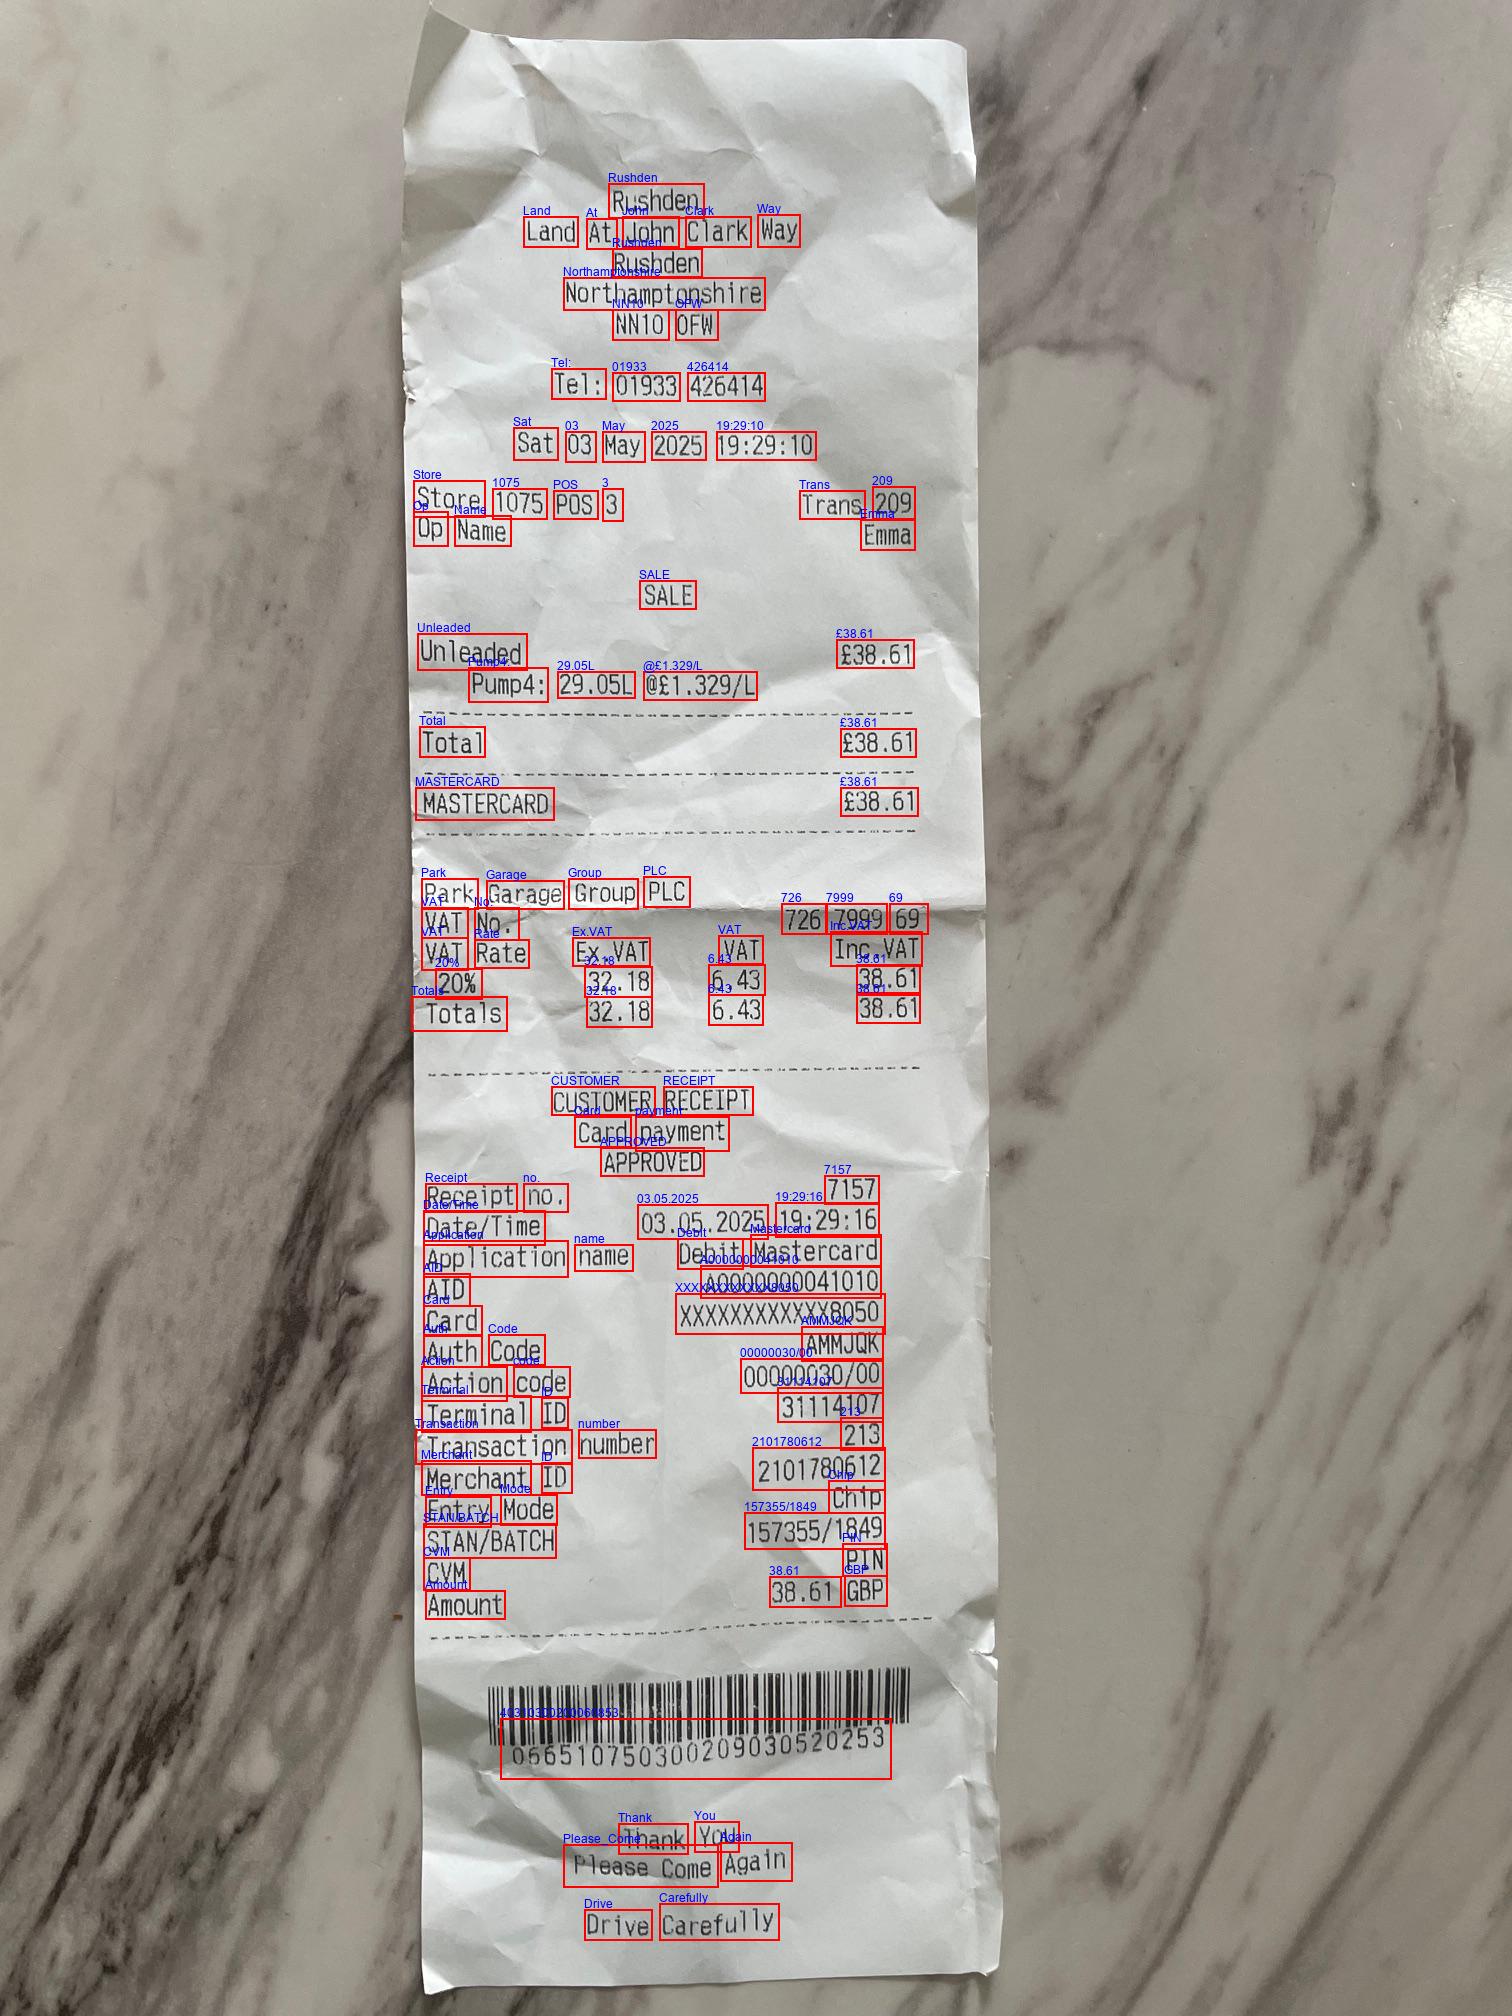 Rushden
Land At John Clark Way
Rushden
Northamptonshire
NN10 0FW
Tel: 01933 426414
Sat 03 May 2025 19:29:10
Store 1075 POS 3 Trans 209
Op Name Emma
SALE
Unleaded £38.61
Pump4: 29.05L @£1.329/L
Total £38.61
MASTERCARD £38.61
Park Garage Group PLC
VAT No. 726 7999 69
VAT Rate Ex.VAT VAT Inc.VAT
20% 32.18 6.43 38.61
Totals 32.18 6.43 38.61
CUSTOMER RECEIPT
Card payment
APPROVED
Receipt no. 7157
Date/Time 03.05.2025 19:29:16
Application name Debit Mastercard
AID A0000000041010
Card XXXXXXXXXXXX8050
Auth Code AMMJQK
Action code 00000030/00
Terminal ID 31114107
Transaction number 213
Merchant ID 2101780612
Entry Mode Chip
STAN/BATCH 157355/1849
CVM PIN
Amount 38.61 GBP
066510750300209030520253
Thank You
Please Come Again
Drive Carefully